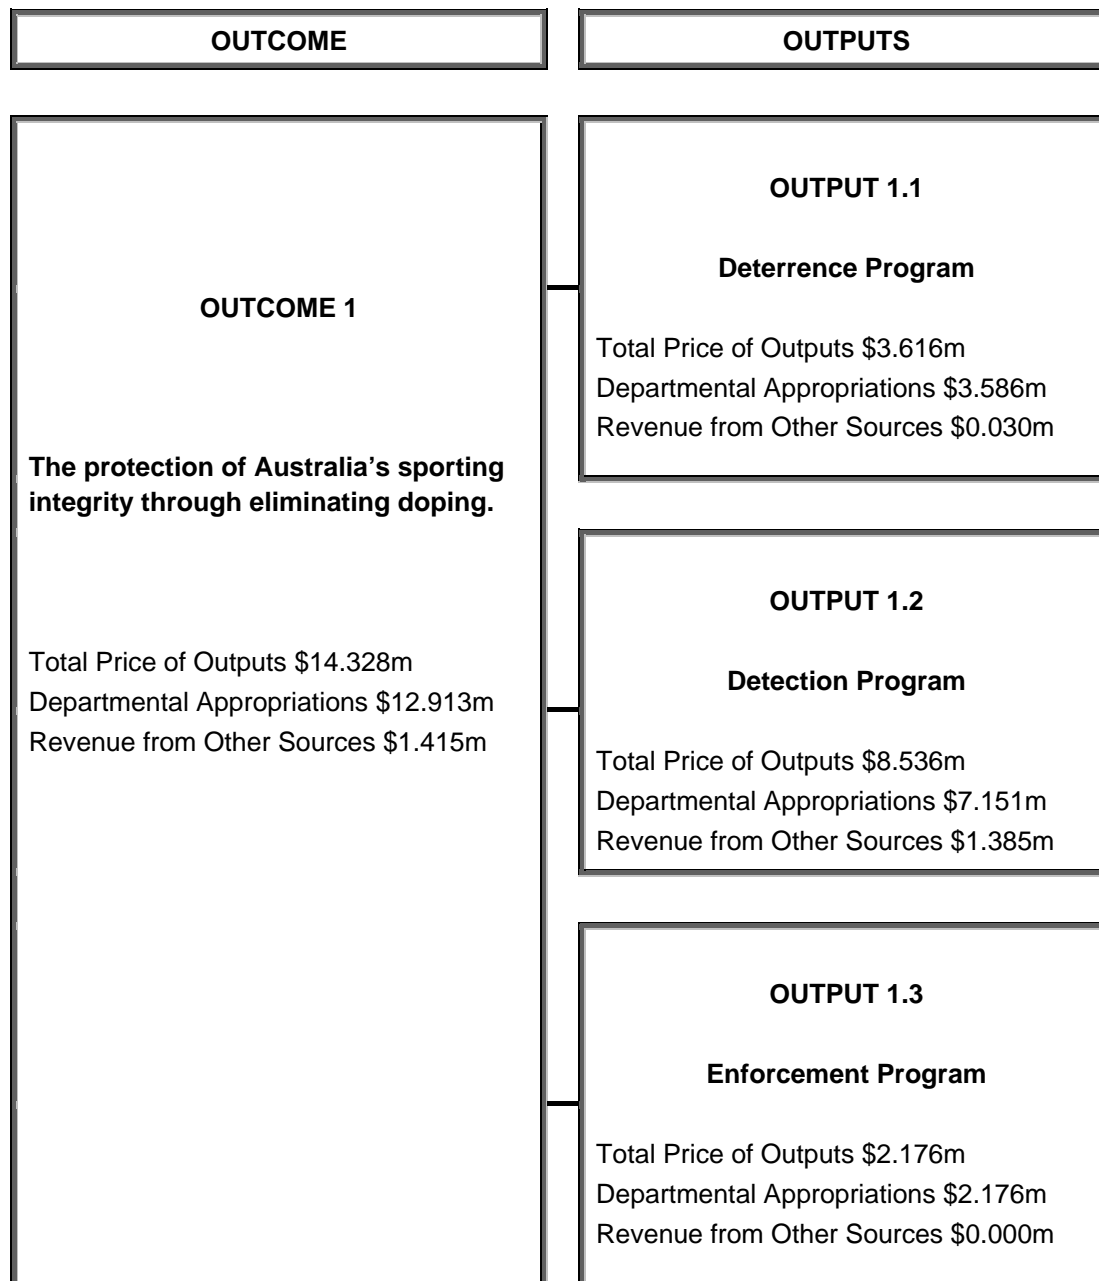 OUTCOME
OUTPUTS
OUTCOME 1
The protection of Australia’s sporting
integrity through eliminating doping.
Total Price of Outputs $14.328m
Departmental Appropriations $12.913m
Revenue from Other Sources $1.415m
OUTPUT 1.1
Deterrence Program
Total Price of Outputs $3.616m
Departmental Appropriations $3.586m
Revenue from Other Sources $0.030m
OUTPUT 1.2
Detection Program
Total Price of Outputs $8.536m
Departmental Appropriations $7.151m
Revenue from Other Sources $1.385m
OUTPUT 1.3
Enforcement Program
Total Price of Outputs $2.176m
Departmental Appropriations $2.176m
Revenue from Other Sources $0.000m